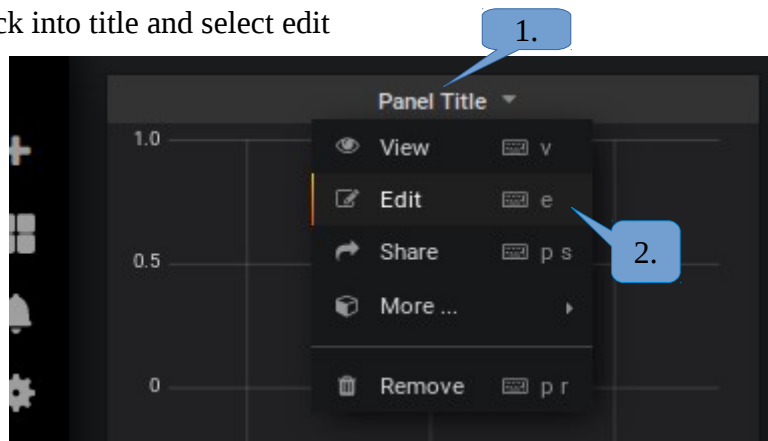 ck into title and select edit
1.
Panel Title
1.0
View v
Edit e
2.
0.5
Share p s
More ...
0
Remove p r